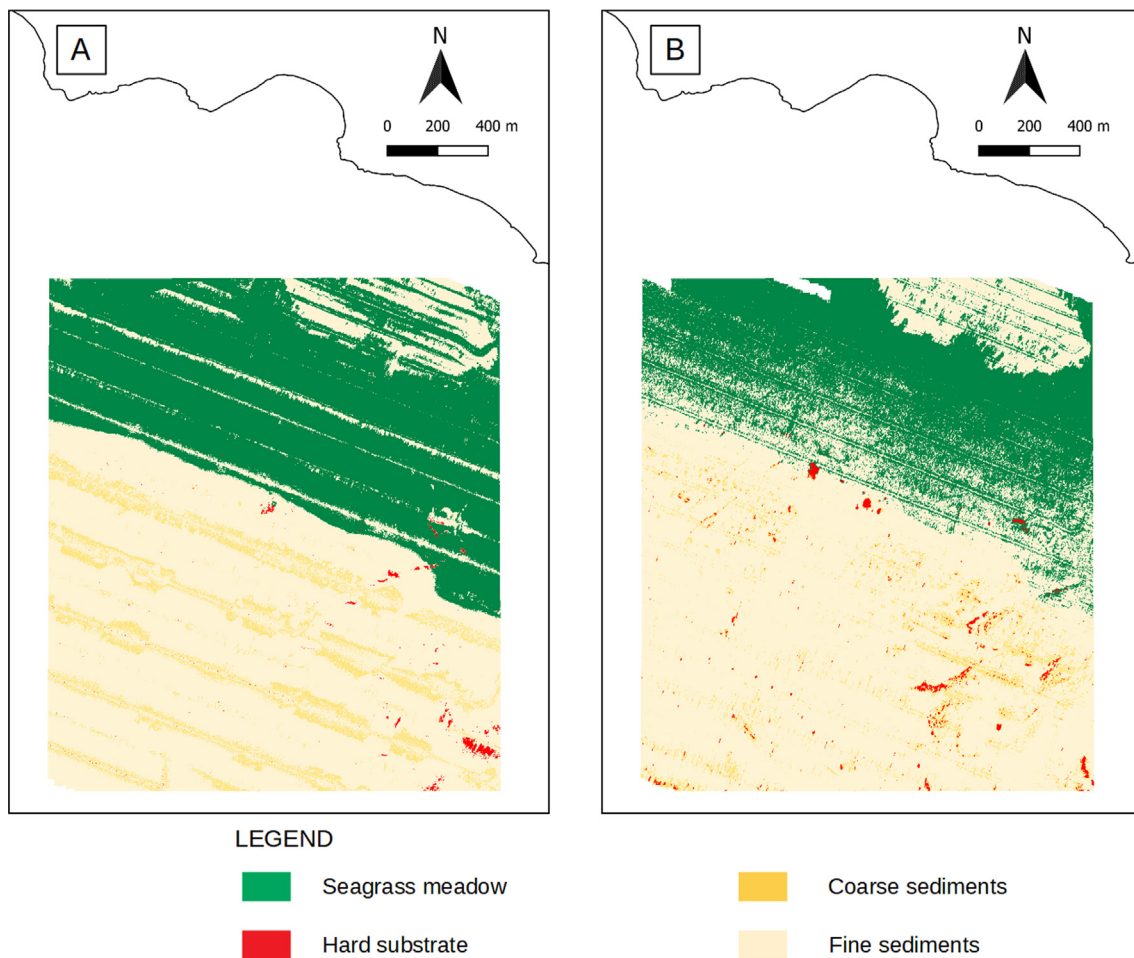 A
N
0 200 400 m
B
N
0 200 400 m
LEGEND
Seagrass meadow
Coarse sediments
Hard substrate
Fine sediments